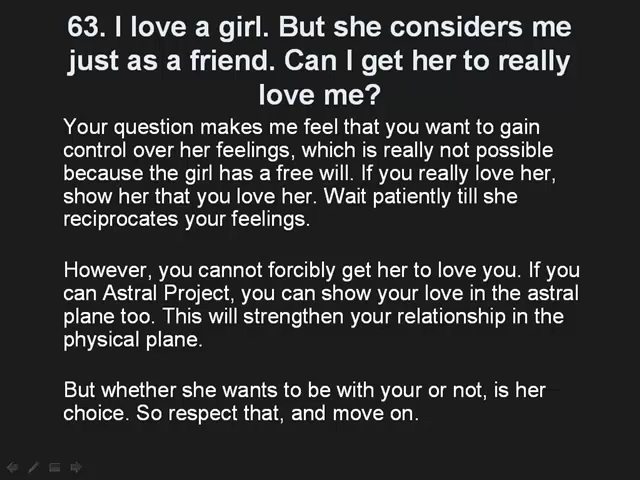 63. I love a girl. But she considers me
just as a friend. Can I get her to really
love me?
Your question makes me feel that you want to gain
control over her feelings, which is really not possible
because the girl has a free will. If you really love her,
show her that you love her. Wait patiently till she
reciprocates your feelings.
However, you cannot forcibly get her to love you. If you
can Astral Project, you can show your love in the astral
plane too. This will strengthen your relationship in the
physical plane.
But whether she wants to be with your or not, is her
choice. So respect that, and move on.